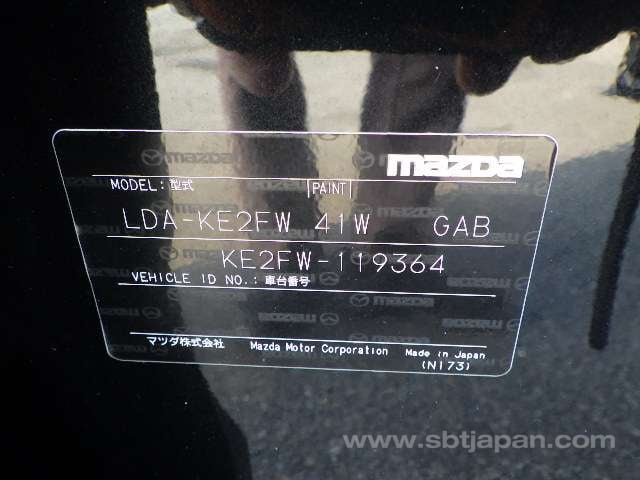 mazda
MODEL: 型式 PAINT
LDA-KE2FW 41W GAB
KE2FW-119364
VEHICLE ID NO.: 車台番号
マツダ株式会社 Mazda Motor Corporation Made in Japan
(N173)
www.sbtjapan.com